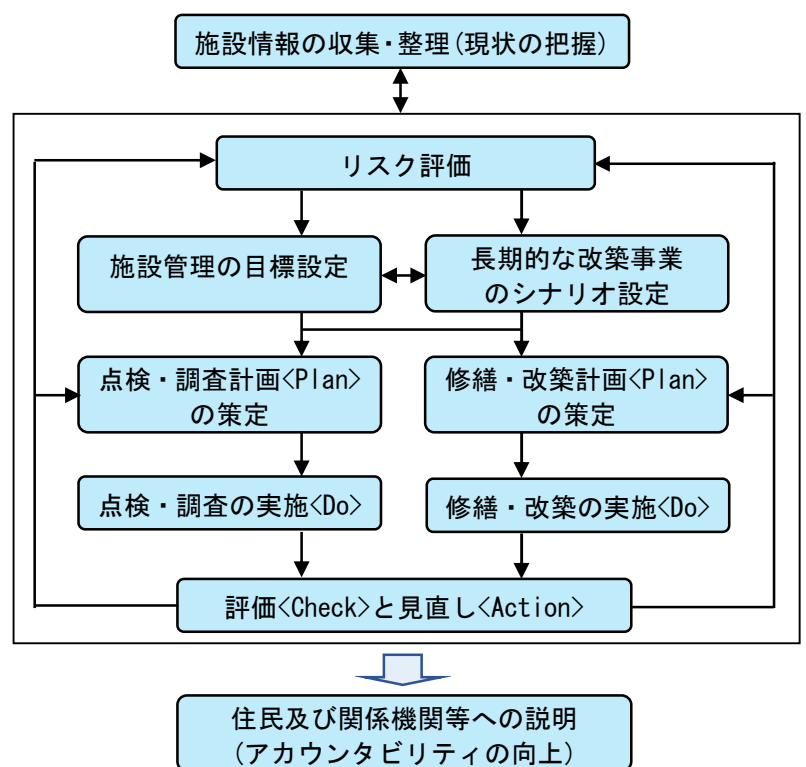 施設情報の収集・整理(現状の把握)
リスク評価
施設管理の目標設定
長期的な改築事業
のシナリオ設定
点検・調査計画<Plan>
の策定
修繕・改築計画<Plan>
の策定
点検・調査の実施<Do>
修繕・改築の実施<Do>
評価<Check>と見直し<Action>
住民及び関係機関等への説明
(アカウンタビリティの向上)